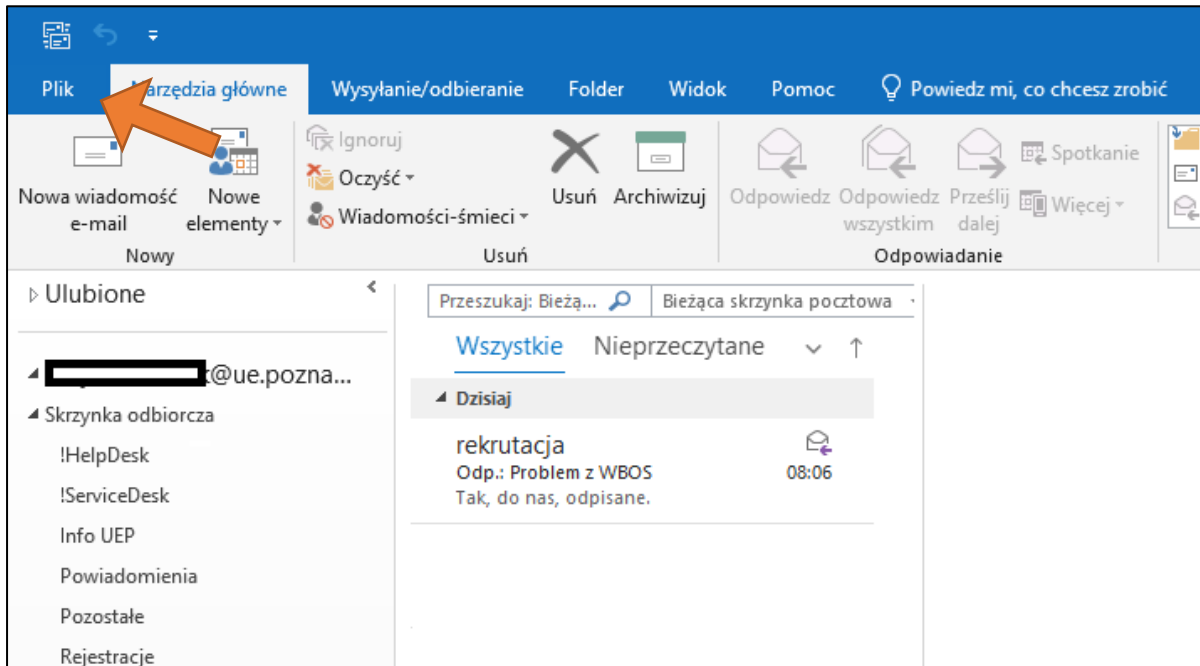 Plik Narzędzia główne Wysyłanie/odbieranie Folder Widok Pomoc Powiedz mi, co chcesz zrobić
Nowa wiadomość e-mail
Nowe elementy
Nowy
Ignoruj
Oczyść
Wiadomości-śmieci
Usuń
Archiwizuj
Usuń
Odpowiedz
Odpowiedz wszystkim
Prześlij dalej
Spotkanie
Więcej
Odpowiadanie
Ulubione
@ue.pozna...
Skrzynka odbiorcza
!HelpDesk
!ServiceDesk
Info UEP
Powiadomienia
Pozostałe
Rejestracje
Przeszukaj: Bieżą... Bieżąca skrzynka pocztowa
Wszystkie Nieprzeczytane
Dzisiaj
rekrutacja
Odp.: Problem z WBOS 08:06
Tak, do nas, odpisane.